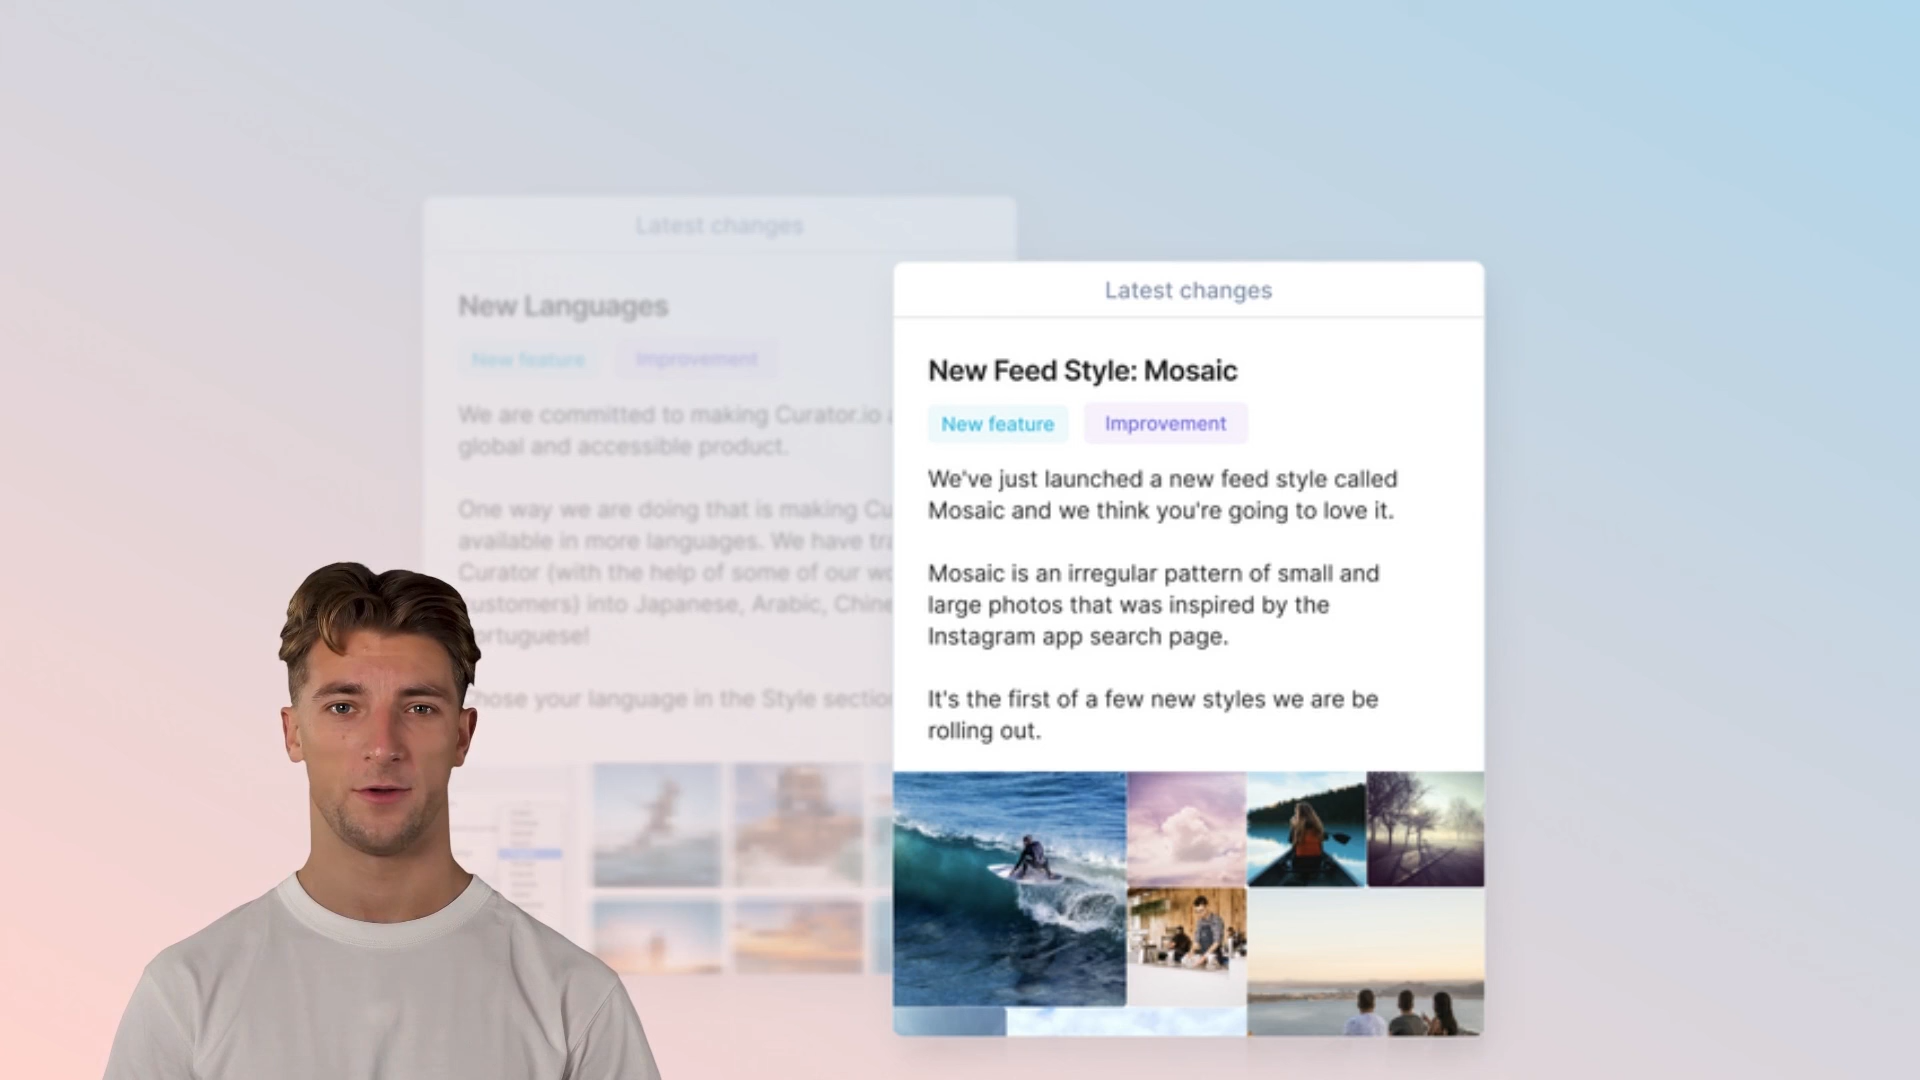 Latest changes
New Languages
New feature
Improvement
We are committed to making Curator.io
global and accessible product.
One way we are doing that is making
available in more languages. We have
Curator (with the help of some of our
customers) into Japanese, Arabic,
Portuguese!
your language in the Style
Latest changes
New Feed Style: Mosaic
New feature
Improvement
We've just launched a new feed style called
Mosaic and we think you're going to love it.
Mosaic is an irregular pattern of small and
large photos that was inspired by the
Instagram app search page.
It's the first of a few new styles we are be
rolling out.